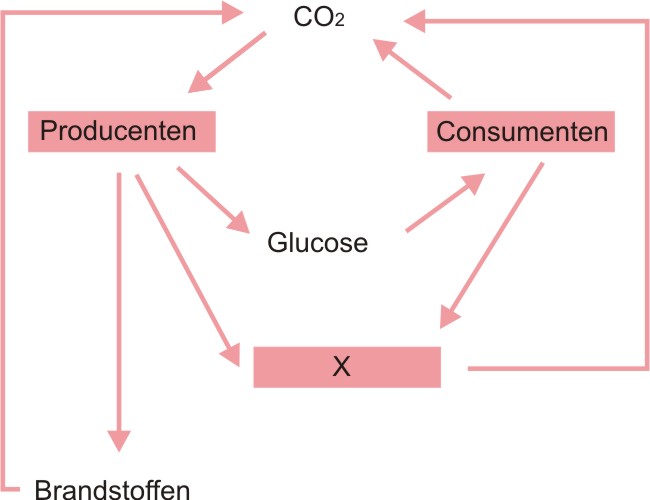 CO2
Producenten
Consumenten
Glucose
X
Brandstoffen